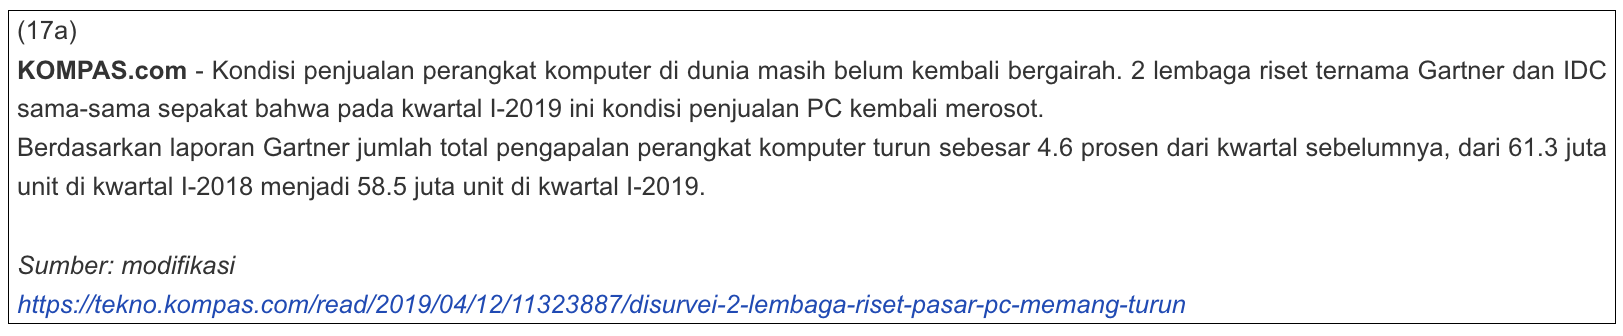 (17a)
KOMPAS.com - Kondisi penjualan perangkat komputer di dunia masih belum kembali bergairah. 2 lembaga riset ternama Gartner dan IDC
sama-sama sepakat bahwa pada kwartal I-2019 ini kondisi penjualan PC kembali merosot.
Berdasarkan laporan Gartner jumlah total pengapalan perangkat komputer turun sebesar 4.6 prosen dari kwartal sebelumnya, dari 61.3 juta
unit di kwartal I-2018 menjadi 58.5 juta unit di kwartal I-2019.
Sumber: modifikasi
https://tekno.kompas.com/read/2019/04/12/11323887/disurvei-2-lembaga-riset-pasar-pc-memang-turun